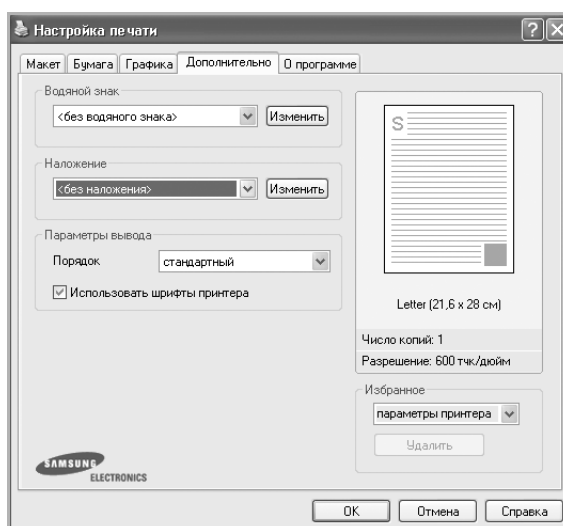 Настройка печати
Макет Бумага Графика Дополнительно О программе
Водяной знак
<без водяного знака> Изменить
Наложение
<без наложения> Изменить
Параметры вывода
Порядок стандартный
Использовать шрифты принтера
S
Letter (21,6 x 28 см)
Число копий: 1
Разрешение: 600 тчк/дюйм
Избранное
параметры принтера
Удалить
SAMSUNG
ELECTRONICS
OK Отмена Справка